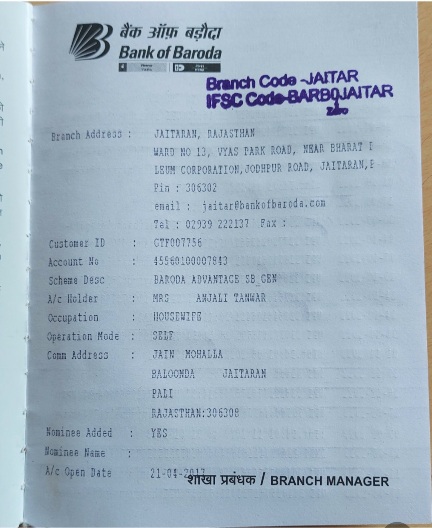 बैंक ऑफ़ बड़ौदा
Bank of Baroda
Branch Code -JAITAR
IFSC Code-BARB0JAITAR
Zero
Branch Address : JAITARAN, RAJASTHAN
WARD NO 13, VYAS PARK ROAD, NEAR BHARAT P
LEUM CORPORATION,JODHPUR ROAD, JAITARAN,P
Pin : 306302
email : jaitar@bankofbaroda.com
Tel : 02939 222137 Fax :
Customer ID : GTF007756
Account No : 45560100007843
Scheme Desc : BARODA ADVANTAGE SB_GEN
A/c Holder : MRS ANJALI TANWAR
Occupation : HOUSEWIFE
Operation Mode : SELF
Comm Address : JAIN MOHALLA
BALOONDA JAITARAN
PALI
RAJASTHAN:306308
Nominee Added : YES
Nominee Name :
A/c Open Date : 21-04-2017
शाखा प्रबंधक / BRANCH MANAGER